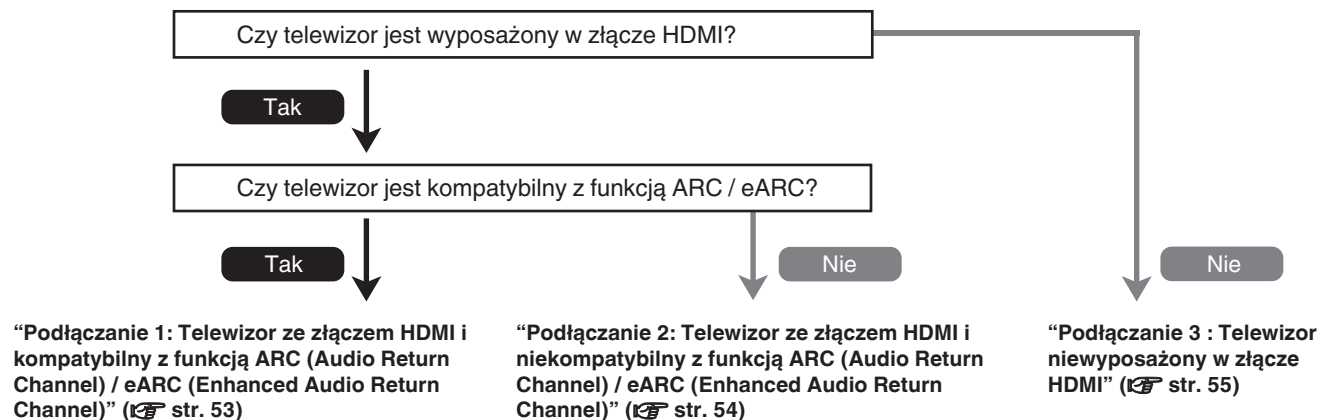 Czy telewizor jest wyposażony w złącze HDMI?
Tak
Czy telewizor jest kompatybilny z funkcją ARC / eARC?
Tak
Nie
Nie
“Podłączanie 1: Telewizor ze złączem HDMI i
kompatybilny z funkcją ARC (Audio Return
Channel) / eARC (Enhanced Audio Return
Channel)” (☞ str. 53)
“Podłączanie 2: Telewizor ze złączem HDMI i
niekompatybilny z funkcją ARC (Audio Return
Channel) / eARC (Enhanced Audio Return
Channel)” (☞ str. 54)
“Podłączanie 3 : Telewizor
niewyposażony w złącze
HDMI” (☞ str. 55)